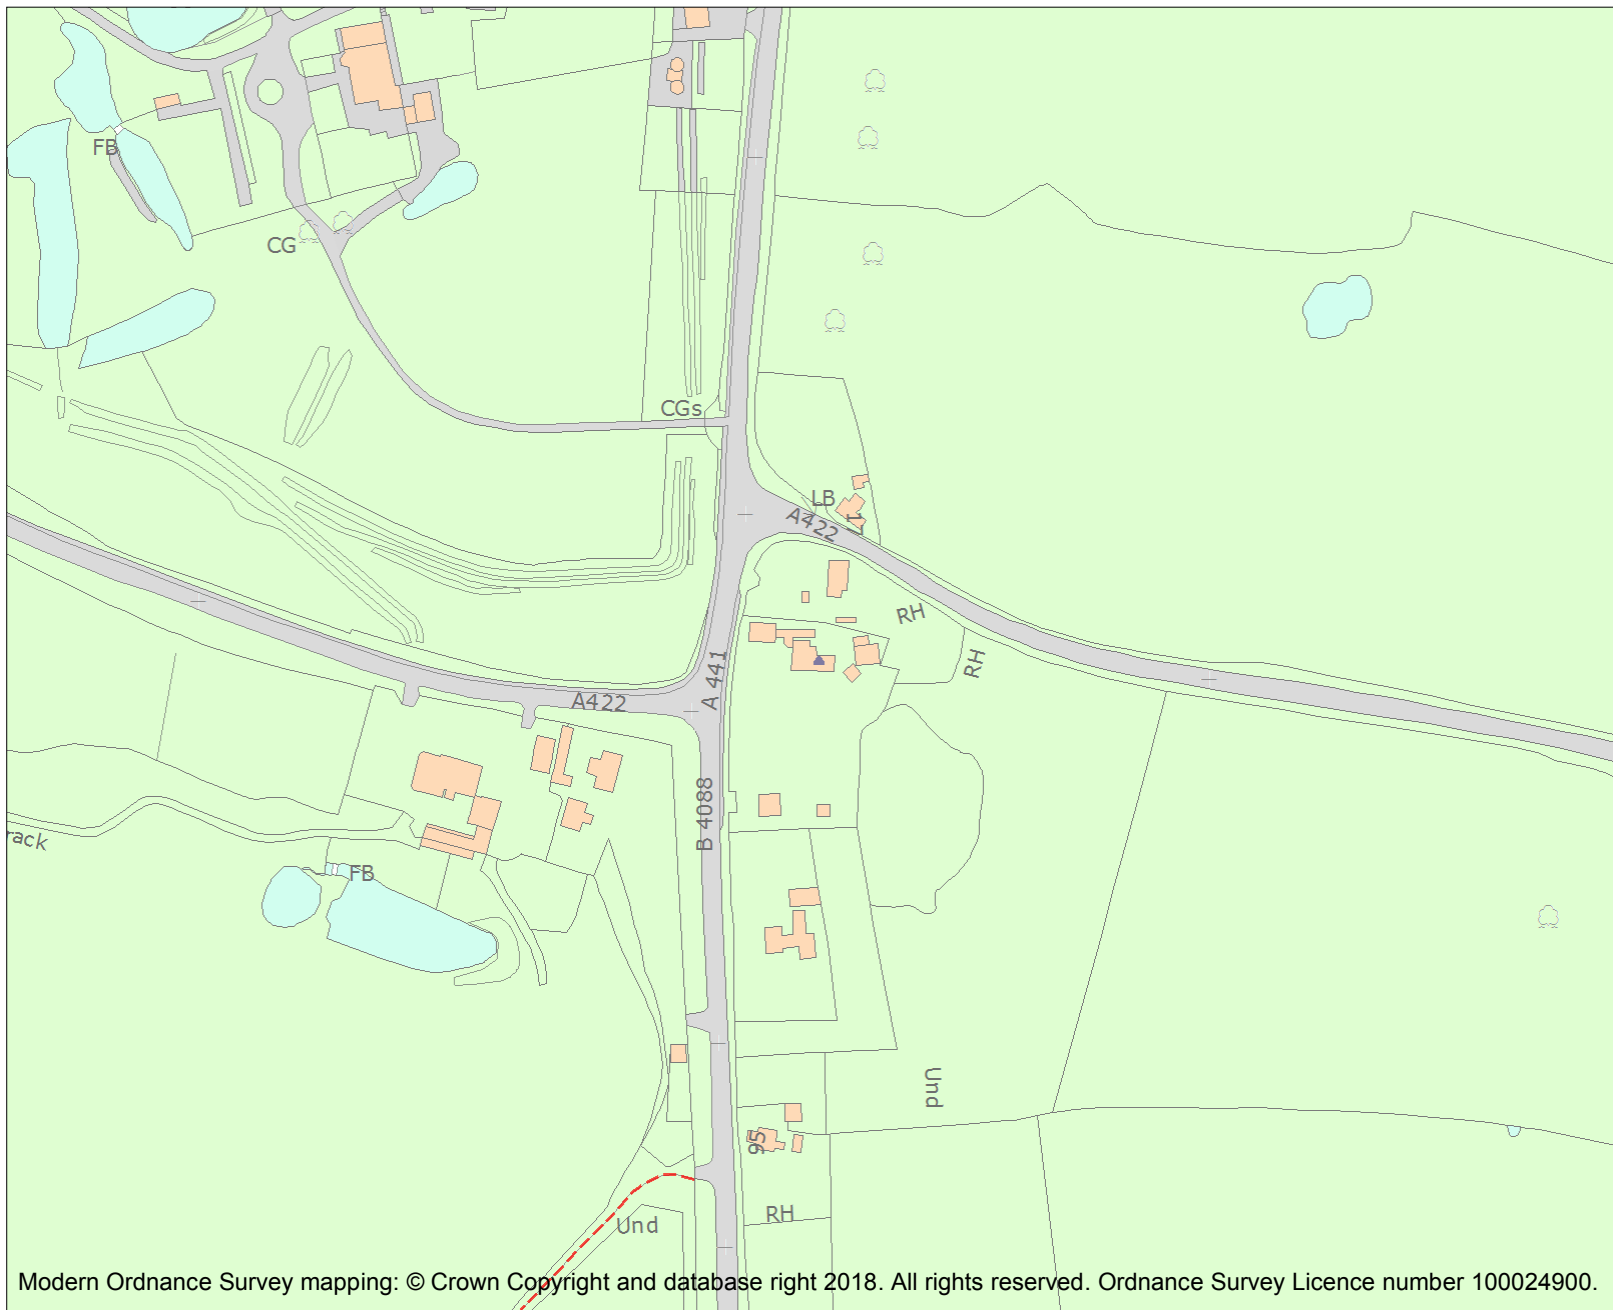 FB
CG
CGs
LB
A422
17
RH
RH
A 441
A422
B 4088
rack
FB
Und
95
RH
Und
Modern Ordnance Survey mapping: © Crown Copyright and database right 2018. All rights reserved. Ordnance Survey Licence number 100024900.